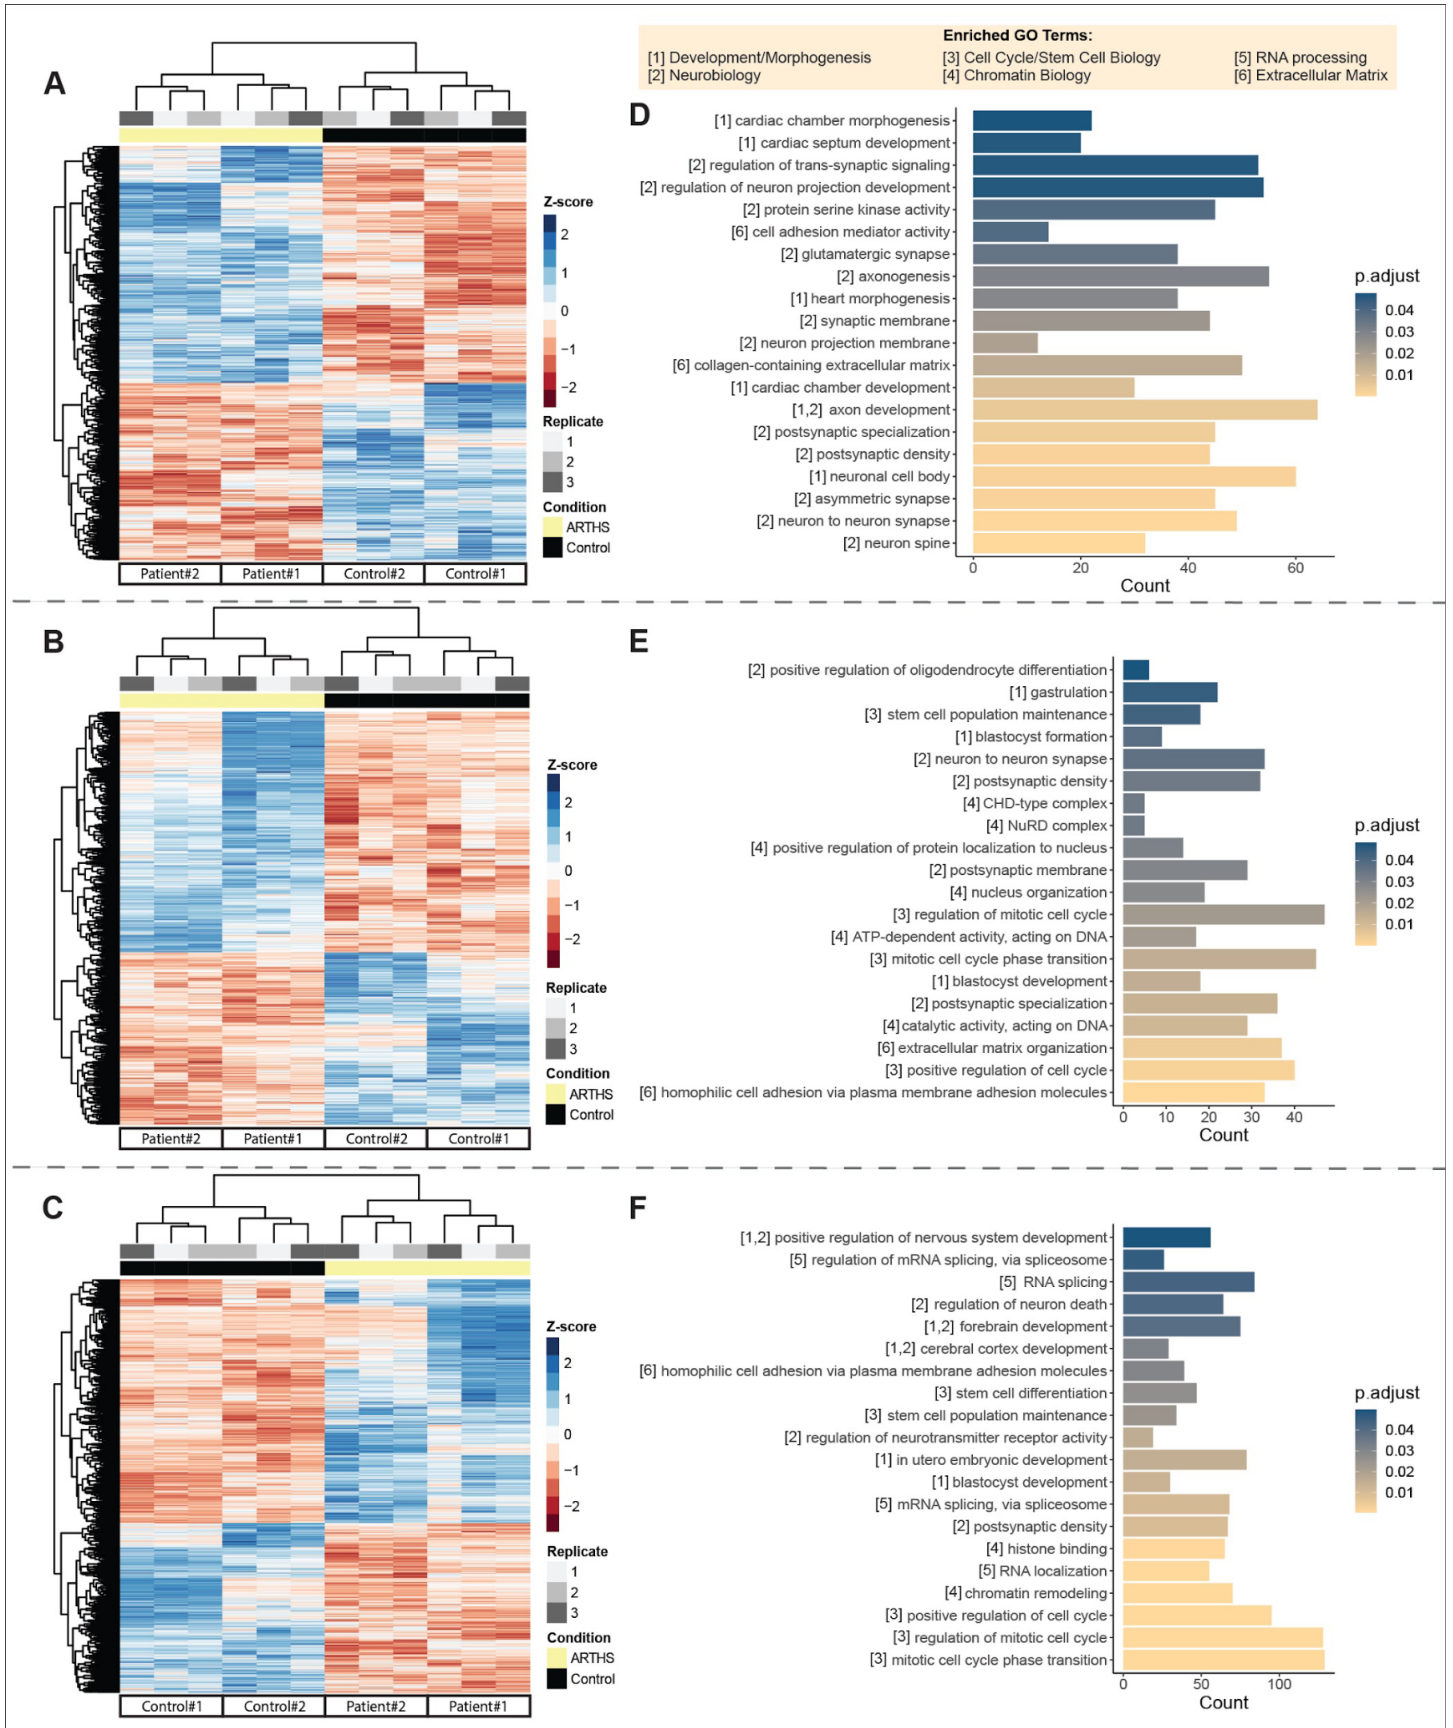 Enriched GO Terms:
[1] Development/Morphogenesis [3] Cell Cycle/Stem Cell Biology [5] RNA processing
[2] Neurobiology [4] Chromatin Biology [6] Extracellular Matrix
A
Z-score
2
1
0
−1
−2
Replicate
1
2
3
Condition
ARTHS
Control
Patient#2 Patient#1 Control#2 Control#1
D
[1] cardiac chamber morphogenesis
[1] cardiac septum development
[2] regulation of trans-synaptic signaling
[2] regulation of neuron projection development
[2] protein serine kinase activity
[6] cell adhesion mediator activity
[2] glutamatergic synapse
[2] axonogenesis
[1] heart morphogenesis
[2] synaptic membrane
[2] neuron projection membrane
[6] collagen-containing extracellular matrix
[1] cardiac chamber development
[1,2] axon development
[2] postsynaptic specialization
[2] postsynaptic density
[1] neuronal cell body
[2] asymmetric synapse
[2] neuron to neuron synapse
[2] neuron spine
0 20 40 60
Count
p.adjust
0.04
0.03
0.02
0.01
B
Z-score
2
1
0
−1
−2
Replicate
1
2
3
Condition
ARTHS
Control
Patient#2 Patient#1 Control#2 Control#1
E
[2] positive regulation of oligodendrocyte differentiation
[1] gastrulation
[3] stem cell population maintenance
[1] blastocyst formation
[2] neuron to neuron synapse
[2] postsynaptic density
[4] CHD-type complex
[4] NuRD complex
[4] positive regulation of protein localization to nucleus
[2] postsynaptic membrane
[4] nucleus organization
[3] regulation of mitotic cell cycle
[4] ATP-dependent activity, acting on DNA
[3] mitotic cell cycle phase transition
[1] blastocyst development
[2] postsynaptic specialization
[4] catalytic activity, acting on DNA
[6] extracellular matrix organization
[3] positive regulation of cell cycle
[6] homophilic cell adhesion via plasma membrane adhesion molecules
0 10 20 30 40
Count
p.adjust
0.04
0.03
0.02
0.01
C
Z-score
2
1
0
−1
−2
Replicate
1
2
3
Condition
ARTHS
Control
Control#1 Control#2 Patient#2 Patient#1
F
[1,2] positive regulation of nervous system development
[5] regulation of mRNA splicing, via spliceosome
[5] RNA splicing
[2] regulation of neuron death
[1,2] forebrain development
[1,2] cerebral cortex development
[6] homophilic cell adhesion via plasma membrane adhesion molecules
[3] stem cell differentiation
[3] stem cell population maintenance
[2] regulation of neurotransmitter receptor activity
[1] in utero embryonic development
[1] blastocyst development
[5] mRNA splicing, via spliceosome
[2] postsynaptic density
[4] histone binding
[5] RNA localization
[4] chromatin remodeling
[3] positive regulation of cell cycle
[3] regulation of mitotic cell cycle
[3] mitotic cell cycle phase transition
0 50 100
Count
p.adjust
0.04
0.03
0.02
0.01